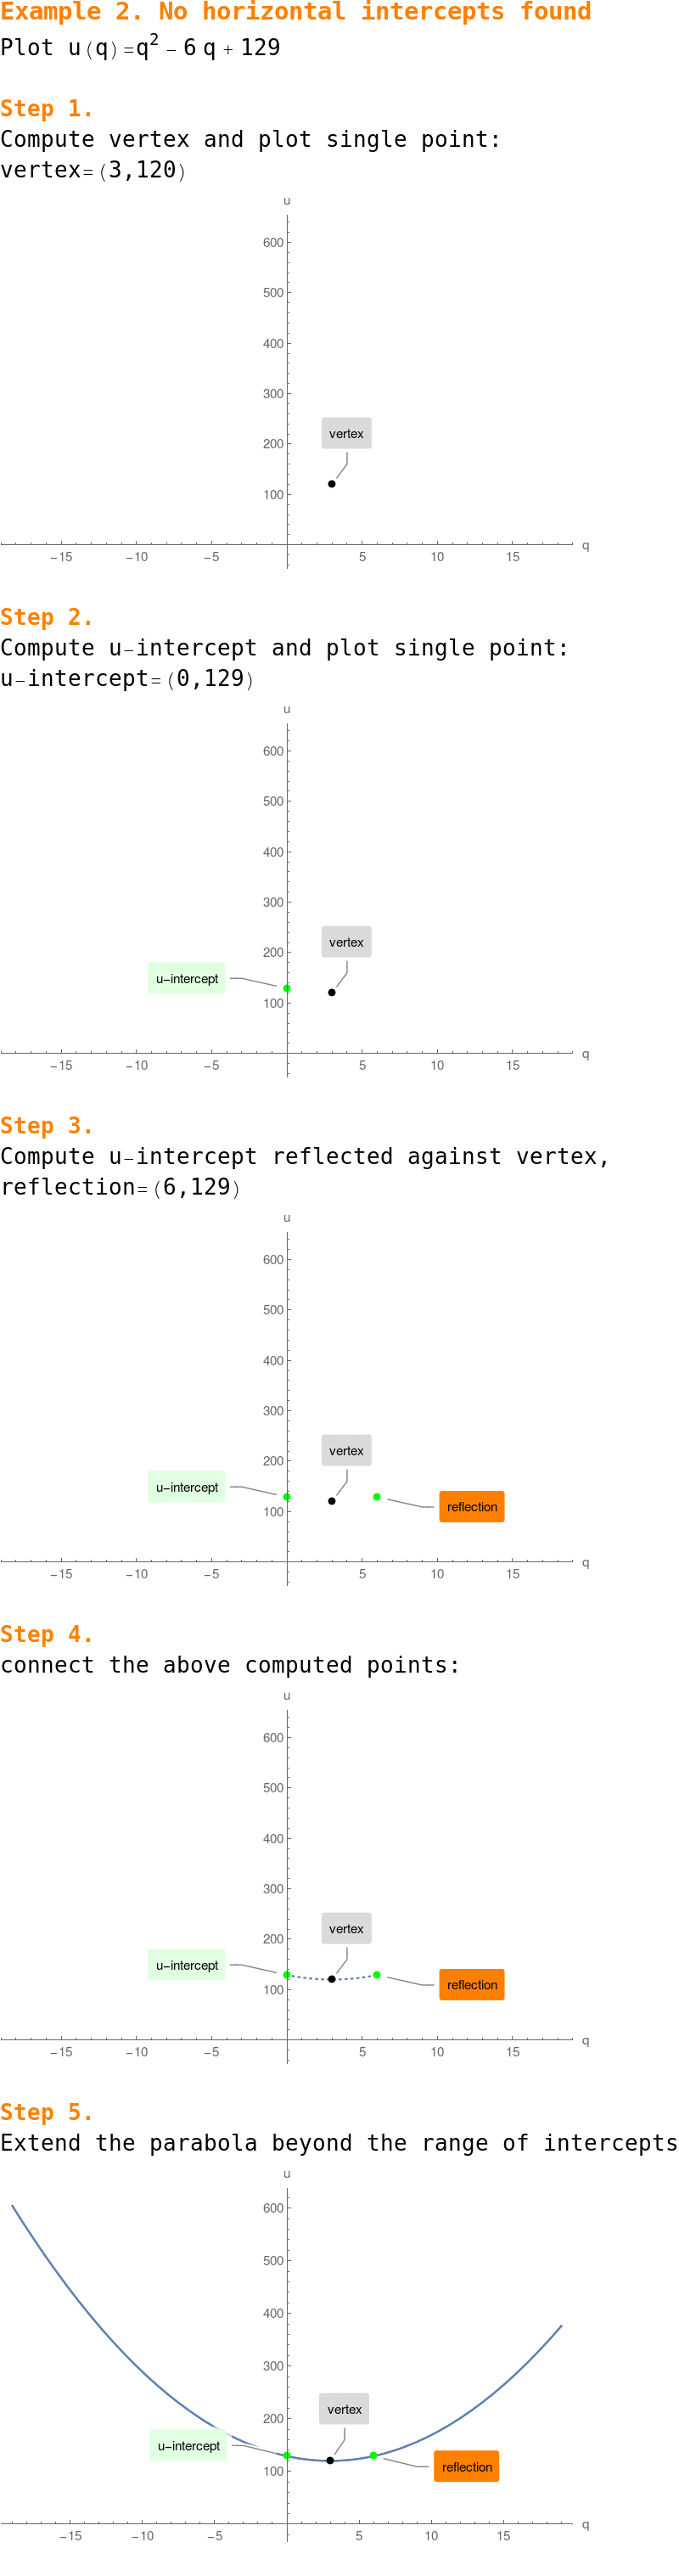 Example 2. No horizontal intercepts found
Plot u(q)=q² − 6 q + 129
Step 1.
Compute vertex and plot single point:
vertex=(3,120)
u
600
500
400
300
200
100
vertex
−15 −10 −5 5 10 15 q
Step 2.
Compute u−intercept and plot single point:
u−intercept=(0,129)
u
600
500
400
300
200
100
vertex
u−intercept
−15 −10 −5 5 10 15 q
Step 3.
Compute u−intercept reflected against vertex,
reflection=(6,129)
u
600
500
400
300
200
100
vertex
u−intercept
reflection
−15 −10 −5 5 10 15 q
Step 4.
connect the above computed points:
u
600
500
400
300
200
100
vertex
u−intercept
reflection
−15 −10 −5 5 10 15 q
Step 5.
Extend the parabola beyond the range of intercepts
u
600
500
400
300
200
100
vertex
u−intercept
reflection
−15 −10 −5 5 10 15 q